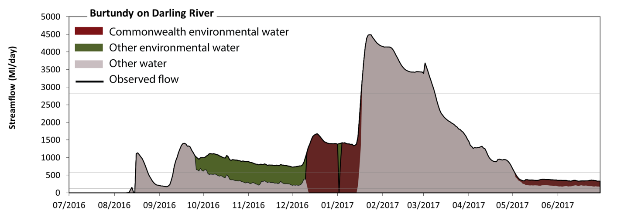 Burtundy on Darling River
Commonwealth environmental water
Other environmental water
Other water
Observed flow
Streamflow (Ml/day)
5000
4500
4000
3500
3000
2500
2000
1500
1000
500
0
07/2016 08/2016 09/2016 10/2016 11/2016 12/2016 01/2017 02/2017 03/2017 04/2017 05/2017 06/2017